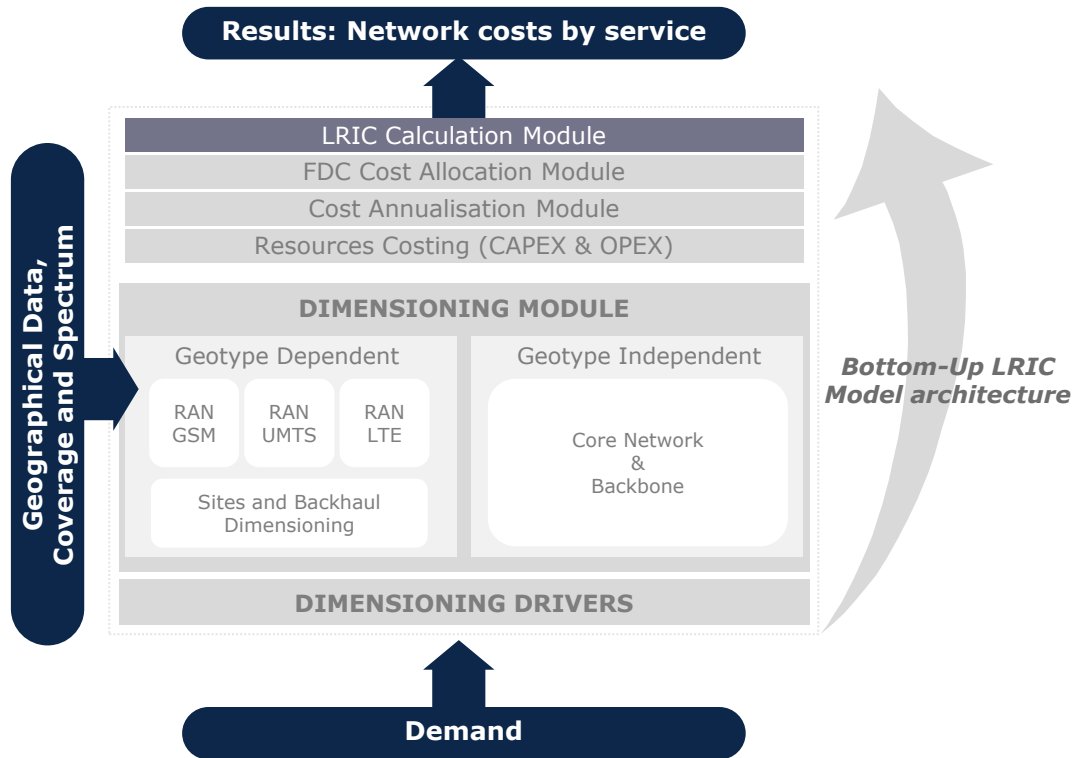 Results: Network costs by service
LRIC Calculation Module
FDC Cost Allocation Module
Cost Annualisation Module
Resources Costing (CAPEX & OPEX)
Geographical Data,
Coverage and Spectrum
DIMENSIONING MODULE
Geotype Dependent
RAN
GSM
RAN
UMTS
RAN
LTE
Sites and Backhaul
Dimensioning
Geotype Independent
Core Network
&
Backbone
Bottom-Up LRIC
Model architecture
DIMENSIONING DRIVERS
Demand